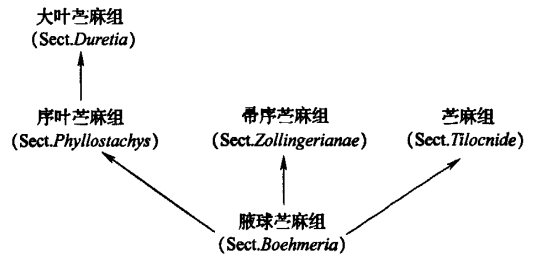 大叶苎麻组
(Sect.Duretia)
序叶苎麻组
(Sect.Phyllostachys)
帚序苎麻组
(Sect.Zollingerianae)
苎麻组
(Sect.Tilocnide)
腋球苎麻组
(Sect.Boehmeria)